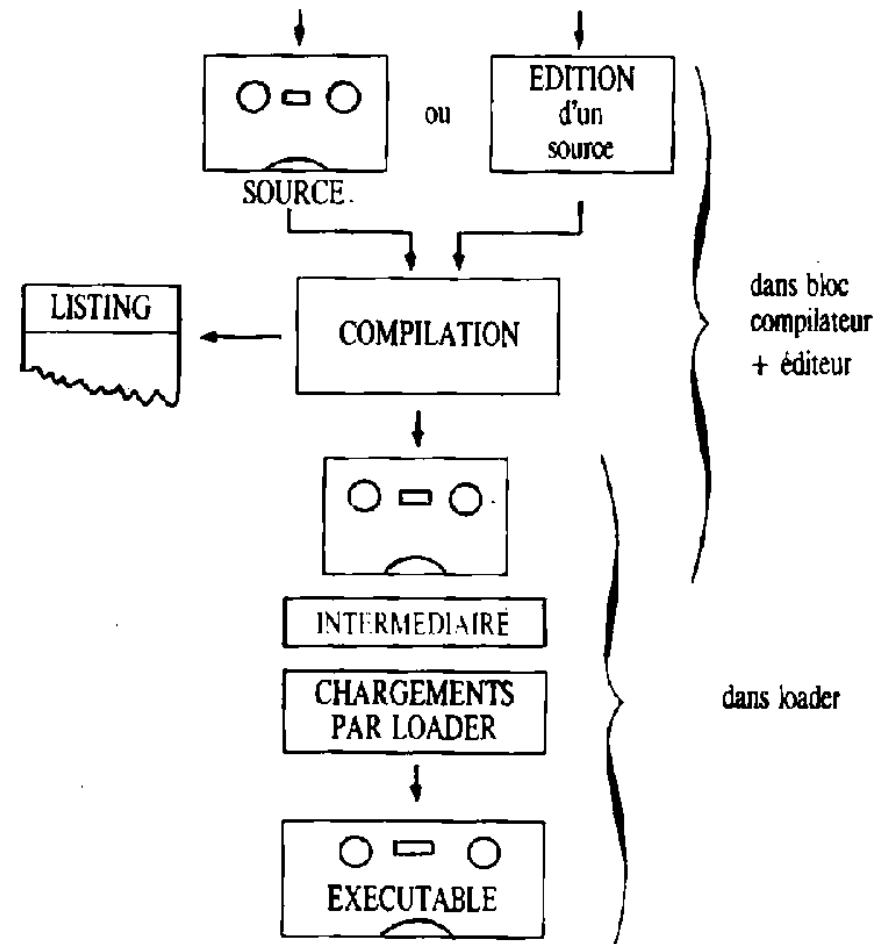 EDITION
d'un
source
ou
SOURCE.
LISTING
COMPILATION
dans bloc
compilateur
+ éditeur
INTERMEDIAIRE
CHARGEMENTS
PAR LOADER
dans loader
EXECUTABLE